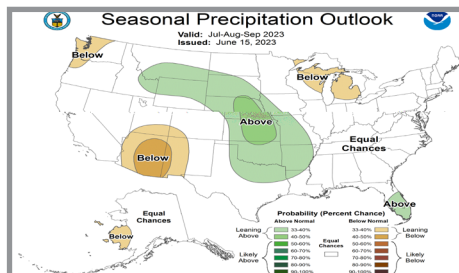 Seasonal Precipitation Outlook
Valid: Jul-Aug-Sep 2023
Issued: June 15, 2023
Below
Below
Above
Equal
Chances
Below
Above
Equal
Chances
Below
Probability (Percent Chance)
Above Normal
Below Normal
Leaning
Above
33-40%
40-50%
50-60%
Likely
Above
60-70%
70-80%
80-90%
90-100%
Equal
Chances
33-40%
40-50%
50-60%
60-70%
70-80%
80-90%
90-100%
Leaning
Below
Likely
Below